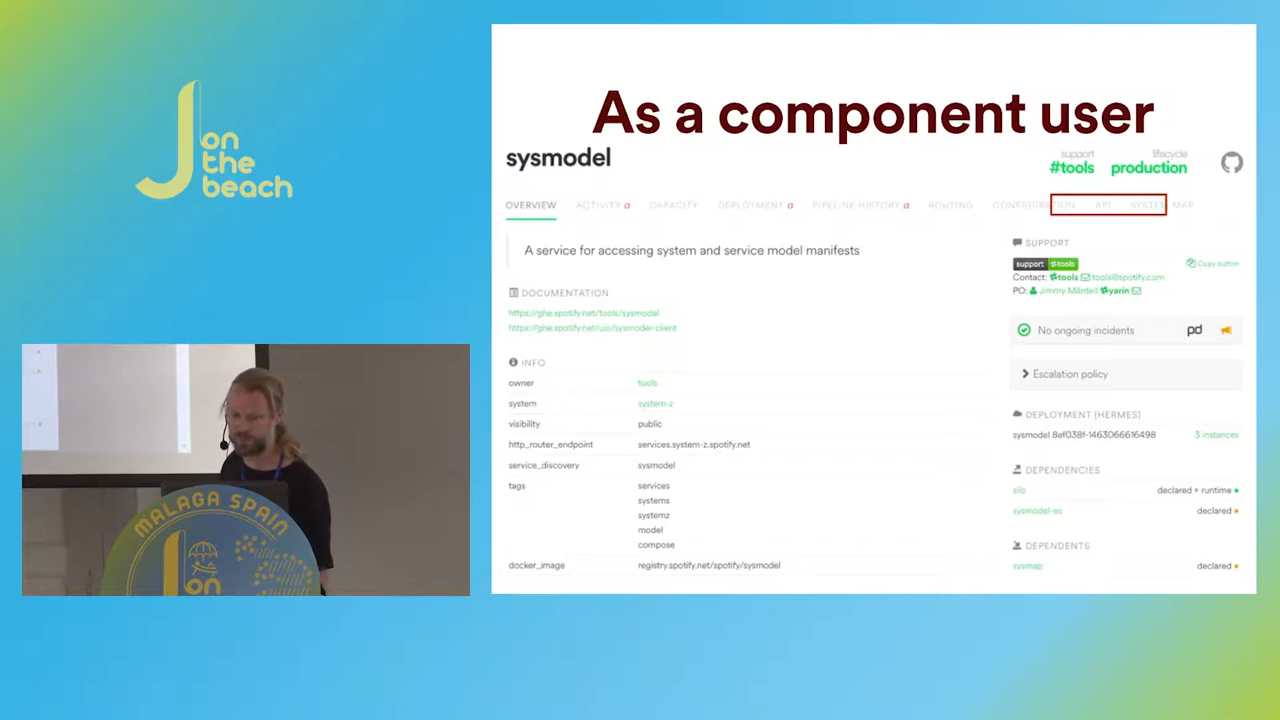 J on
the
beach
MALAGA SPAIN
J on
As a component user
sysmodel
support
#tools
lifecycle
production
OVERVIEW ACTIVITY CAPACITY DEPLOYMENT PIPELINE HISTORY ROUTING CONFIGURATION API SYSTEM MAP
A service for accessing system and service model manifests
DOCUMENTATION
https://ghe.spotify.net/tools/sysmodel
https://ghe.spotify.net/uio/sysmodel-client
INFO
owner tools
system system-z
visibility public
http_router_endpoint services.system-z.spotify.net
service_discovery sysmodel
tags services
systems
systemz
model
compose
docker_image registry.spotify.net/spotify/sysmodel
SUPPORT
support #tools
Copy button
Contact: #tools tools@spotify.com
PO: Jimmy Mårdell #yarin
No ongoing incidents pd
Escalation policy
DEPLOYMENT [HERMES]
sysmodel 8ef038f-1463066616498 3 instances
DEPENDENCIES
silo declared + runtime
sysmodel-es declared
DEPENDENTS
sysmap declared